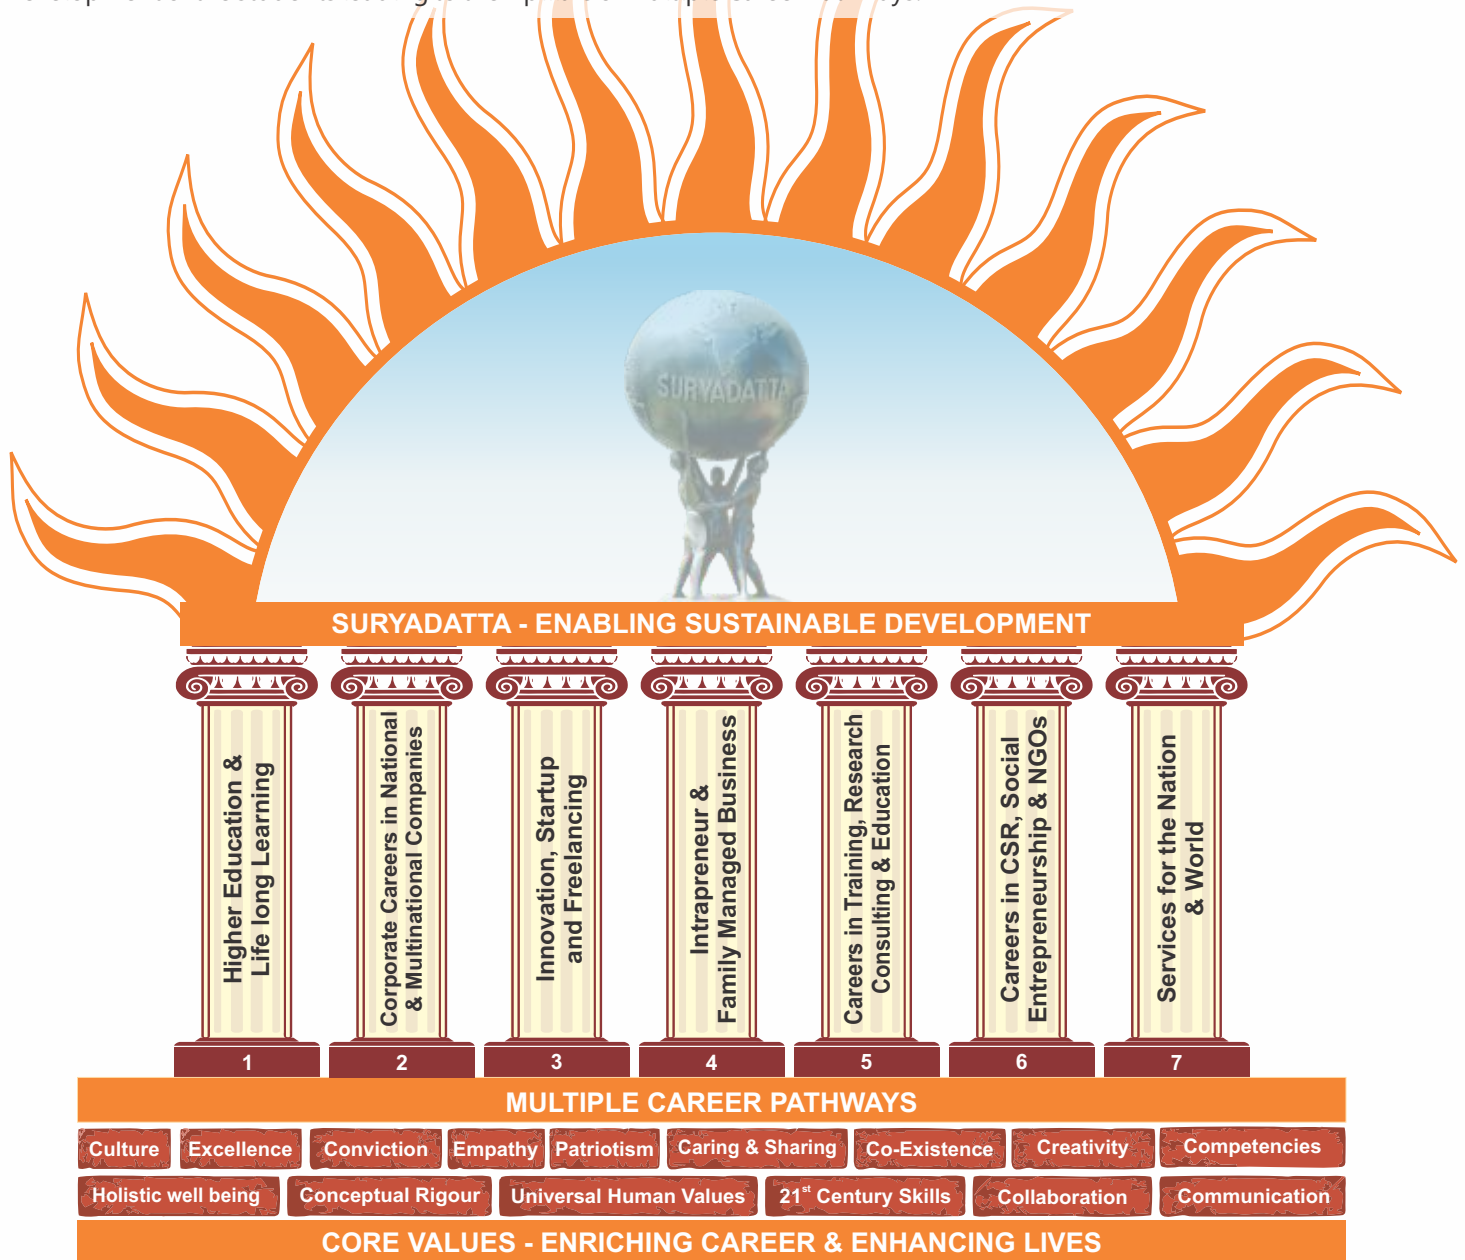 SURYADATTA
SURYADATTA - ENABLING SUSTAINABLE DEVELOPMENT
Higher Education &
Life long Learning
Corporate Careers in National
& Multinational Companies
Innovation, Startup
and Freelancing
Intrapreneur &
Family Managed Business
Careers in Training, Research
Consulting & Education
Careers in CSR, Social
Entrepreneurship & NGOs
Services for the Nation
& World
1 2 3 4 5 6 7
MULTIPLE CAREER PATHWAYS
Culture Excellence Conviction Empathy Patriotism Caring & Sharing Co-Existence Creativity Competencies
Holistic well being Conceptual Rigour Universal Human Values 21st Century Skills Collaboration Communication
CORE VALUES - ENRICHING CAREER & ENHANCING LIVES